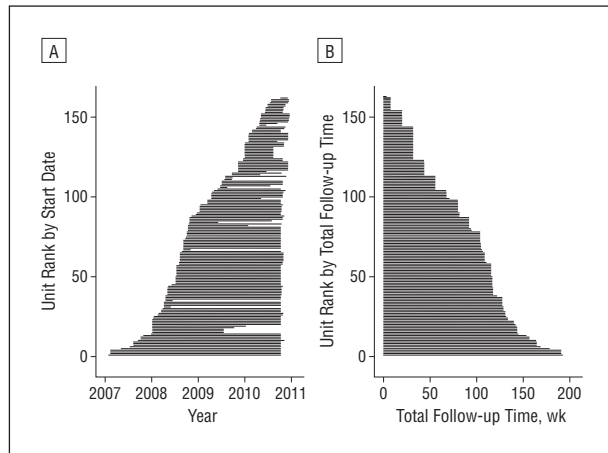 A
B
Unit Rank by Start Date
150
100
50
0
2007 2008 2009 2010 2011
Year
Unit Rank by Total Follow-up Time
150
100
50
0
0 50 100 150 200
Total Follow-up Time, wk